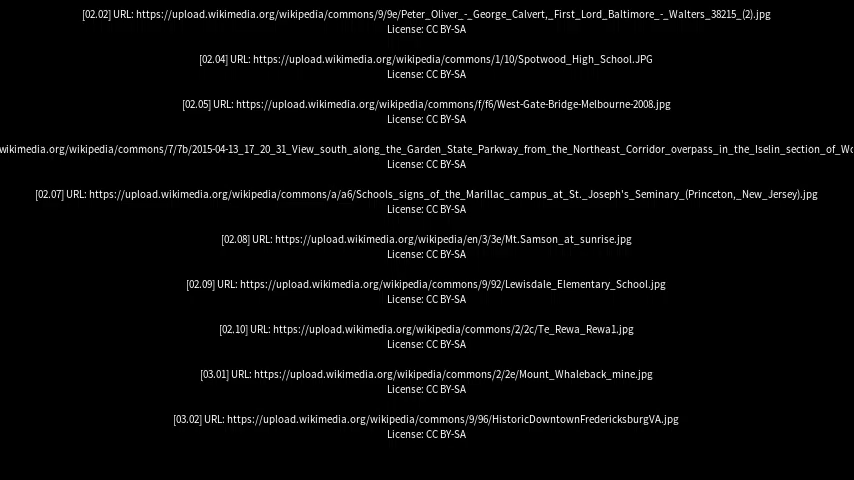 [02.02] URL: https://upload.wikimedia.org/wikipedia/commons/9/9e/Peter_Oliver_-_George_Calvert,_First_Lord_Baltimore_-_Walters_38215_(2).jpg
License: CC BY-SA
[02.04] URL: https://upload.wikimedia.org/wikipedia/commons/1/10/Spotwood_High_School.JPG
License: CC BY-SA
[02.05] URL: https://upload.wikimedia.org/wikipedia/commons/f/f6/West-Gate-Bridge-Melbourne-2008.jpg
License: CC BY-SA
wikimedia.org/wikipedia/commons/7/7b/2015-04-13_17_20_31_View_south_along_the_Garden_State_Parkway_from_the_Northeast_Corridor_overpass_in_the_Iselin_section_of_Wo
License: CC BY-SA
[02.07] URL: https://upload.wikimedia.org/wikipedia/commons/a/a6/Schools_signs_of_the_Marillac_campus_at_St._Joseph's_Seminary_(Princeton,_New_Jersey).jpg
License: CC BY-SA
[02.08] URL: https://upload.wikimedia.org/wikipedia/en/3/3e/Mt.Samson_at_sunrise.jpg
License: CC BY-SA
[02.09] URL: https://upload.wikimedia.org/wikipedia/commons/9/92/Lewisdale_Elementary_School.jpg
License: CC BY-SA
[02.10] URL: https://upload.wikimedia.org/wikipedia/commons/2/2c/Te_Rewa_Rewa1.jpg
License: CC BY-SA
[03.01] URL: https://upload.wikimedia.org/wikipedia/commons/2/2e/Mount_Whaleback_mine.jpg
License: CC BY-SA
[03.02] URL: https://upload.wikimedia.org/wikipedia/commons/9/96/HistoricDowntownFredericksburgVA.jpg
License: CC BY-SA